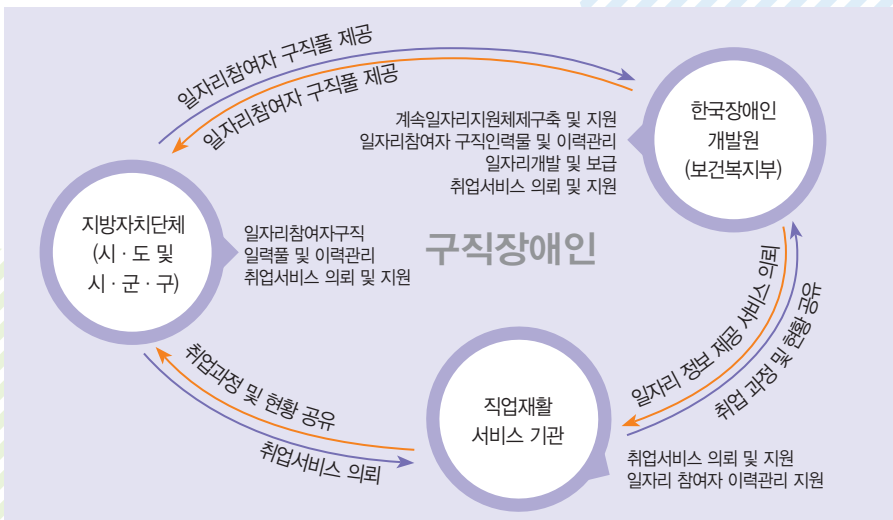 일자리참여자 구직풀 제공
일자리참여자 구직풀 제공
한국장애인
개발원
(보건복지부)
계속일자리지원체제구축 및 지원
일자리참여자 구직인력물 및 이력관리
일자리개발 및 보급
취업서비스 의뢰 및 지원
지방자치단체
(시 · 도 및
시 · 군 · 구)
일자리참여자구직
일력풀 및 이력관리
취업서비스 의뢰 및 지원
구직장애인
일자리 정보 제공 서비스 의뢰
취업 과정 및 현황 공유
취업과정 및 현황 공유
취업서비스 의뢰
직업재활
서비스 기관
취업서비스 의뢰 및 지원
일자리 참여자 이력관리 지원